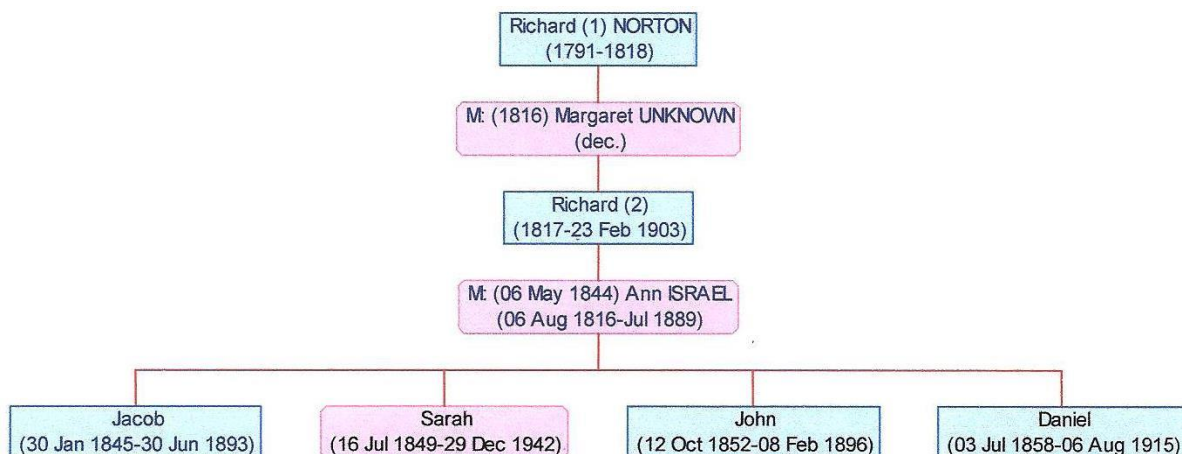 Richard (1) NORTON
(1791-1818)
M: (1816) Margaret UNKNOWN
(dec.)
Richard (2)
(1817-23 Feb 1903)
M: (06 May 1844) Ann ISRAEL
(06 Aug 1816-Jul 1889)
Jacob
(30 Jan 1845-30 Jun 1893)
Sarah
(16 Jul 1849-29 Dec 1942)
John
(12 Oct 1852-08 Feb 1896)
Daniel
(03 Jul 1858-06 Aug 1915)